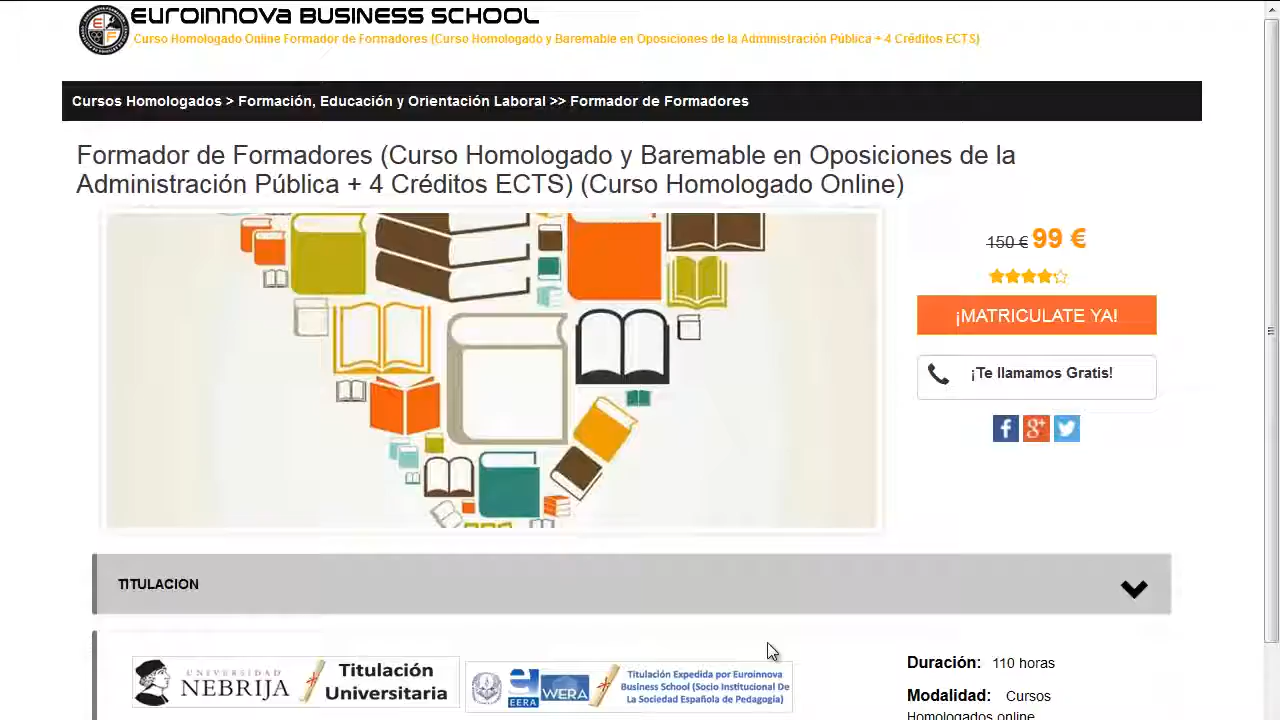 EUROINNOVA BUSINESS SCHOOL
Curso Homologado Online Formador de Formadores (Curso Homologado y Baremable en Oposiciones de la Administración Pública + 4 Créditos ECTS)
Cursos Homologados > Formación, Educación y Orientación Laboral >> Formador de Formadores
Formador de Formadores (Curso Homologado y Baremable en Oposiciones de la
Administración Pública + 4 Créditos ECTS) (Curso Homologado Online)
150 € 99 €
¡MATRICULATE YA!
¡Te llamamos Gratis!
TITULACION
UNIVERSIDAD
NEBRIJA
Titulación
Universitaria
EERA
WERA
Titulación Expedida por Euroinnova
Business School (Socio Institucional De
La Sociedad Española de Pedagogía)
Duración: 110 horas
Modalidad: Cursos
Homologados online